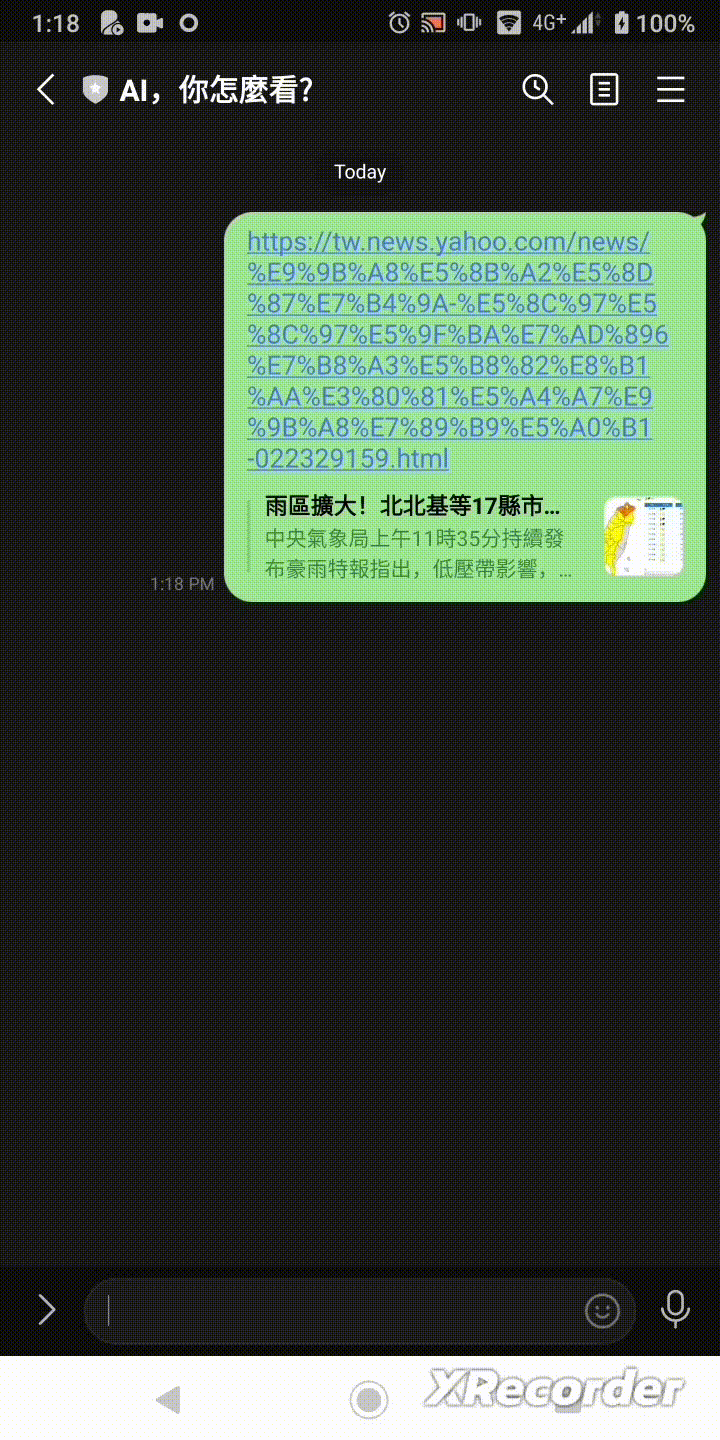 1:18
4G+
100%
AI，你怎麼看?
Today
https://tw.news.yahoo.com/news/
%E9%9B%A8%E5%8B%A2%E5%8D
%87%E7%B4%9A-%E5%8C%97%E5
%8C%97%E5%9F%BA%E7%AD%896
%E7%B8%A3%E5%B8%82%E8%B1
%AA%E3%80%81%E5%A4%A7%E9
%9B%A8%E7%89%B9%E5%A0%B1
-022329159.html
雨區擴大！北北基等17縣市...
中央氣象局上午11時35分持續發
布豪雨特報指出，低壓帶影響，...
1:18 PM
XRecorder